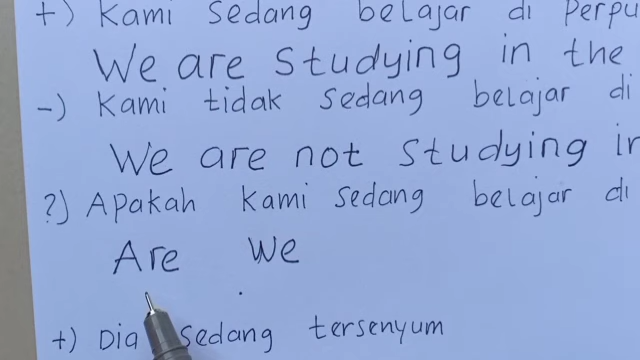 +) Kami sedang belajar di Perpu
We are studying in the
-) Kami tidak sedang belajar di
We are not studying in
?) Apakah kami sedang belajar di
Are We
+) Dia sedang tersenyum